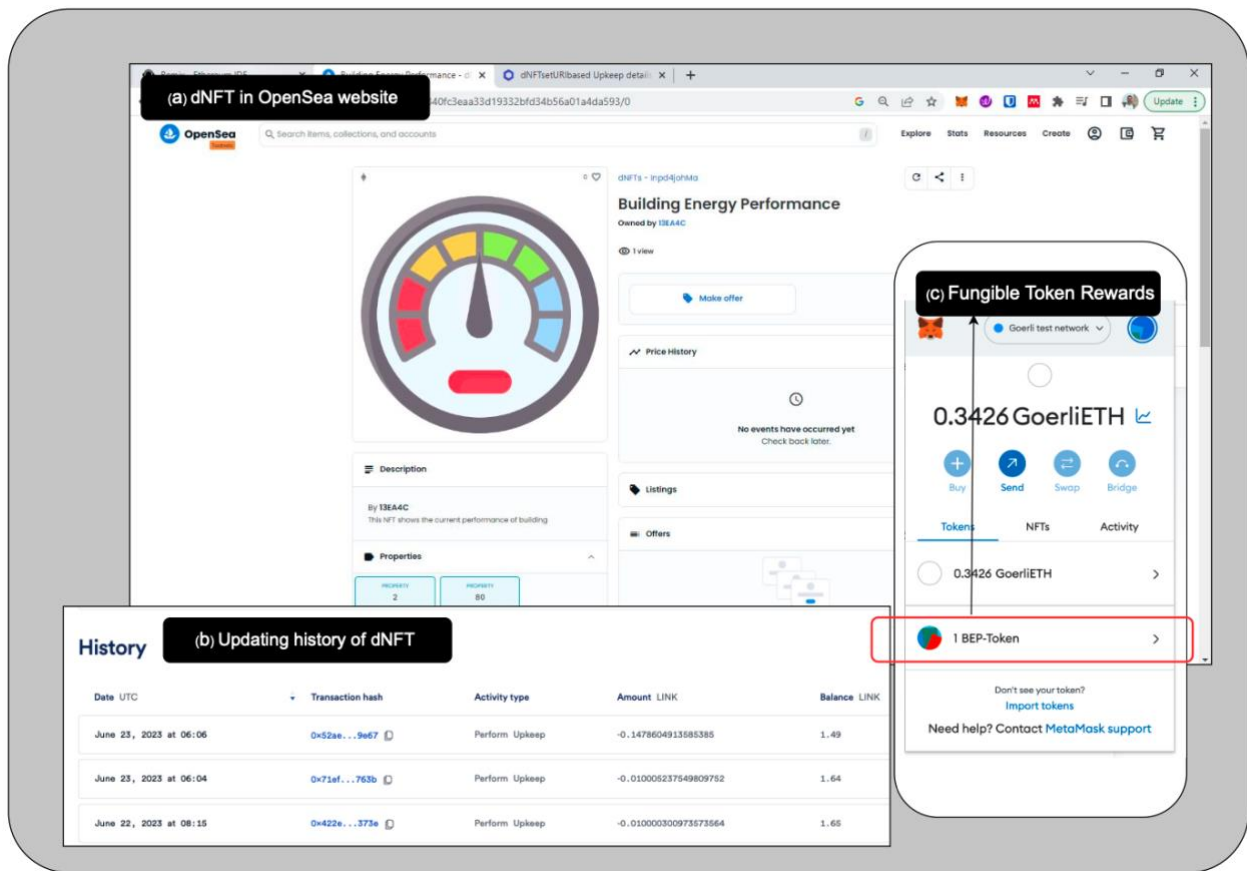 Building Energy Performance - d
dNFTsetURIbased Upkeep detail
(a) dNFT in OpenSea website
40fc3eaa33d19332bfd34b56a01a4da593/0
Update
OpenSea
Testnets
Search items, collections, and accounts
/
Explore Stats Resources Create
0
dNFTs - inpd4johMa
Building Energy Performance
Owned by 13EA4C
1 view
Make offer
Price History
No events have occurred yet
Check back later.
Listings
Offers
Description
By 13EA4C
This NFT shows the current performance of building
Properties
PROPERTY PROPERTY
2 80
(c) Fungible Token Rewards
Goerli test network
0.3426 GoerliETH
Buy Send Swap Bridge
Tokens NFTs Activity
0.3426 GoerliETH
1 BEP-Token
Don't see your token?
Import tokens
Need help? Contact MetaMask support
History
(b) Updating history of dNFT
Date UTC Transaction hash Activity type Amount LINK Balance LINK
June 23, 2023 at 06:06 0x52ae...9e67 Perform Upkeep -0.1478604913585385 1.49
June 23, 2023 at 06:04 0x71ef...763b Perform Upkeep -0.010005237549809752 1.64
June 22, 2023 at 08:15 0x422e...373e Perform Upkeep -0.010000300973573564 1.65